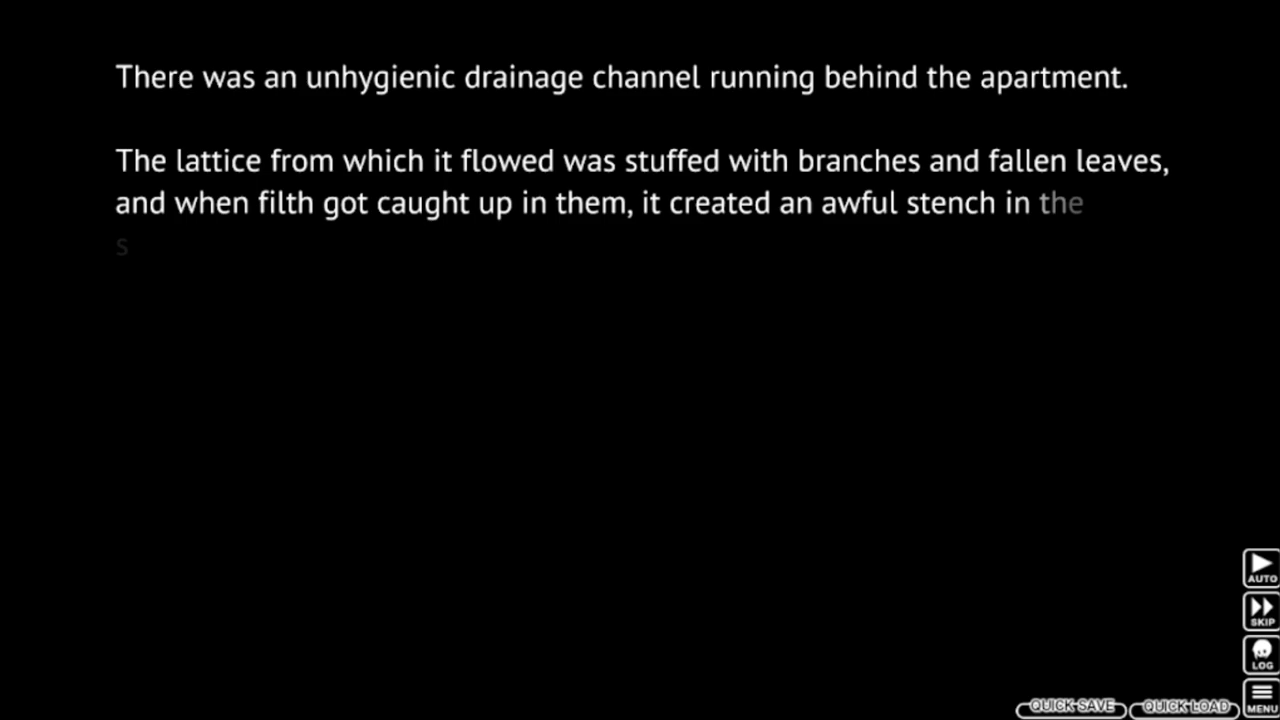 There was an unhygienic drainage channel running behind the apartment.
The lattice from which it flowed was stuffed with branches and fallen leaves,
and when filth got caught up in them, it created an awful stench in the
s
AUTO
SKIP
LOG
MENU
QUICK SAVE QUICK LOAD